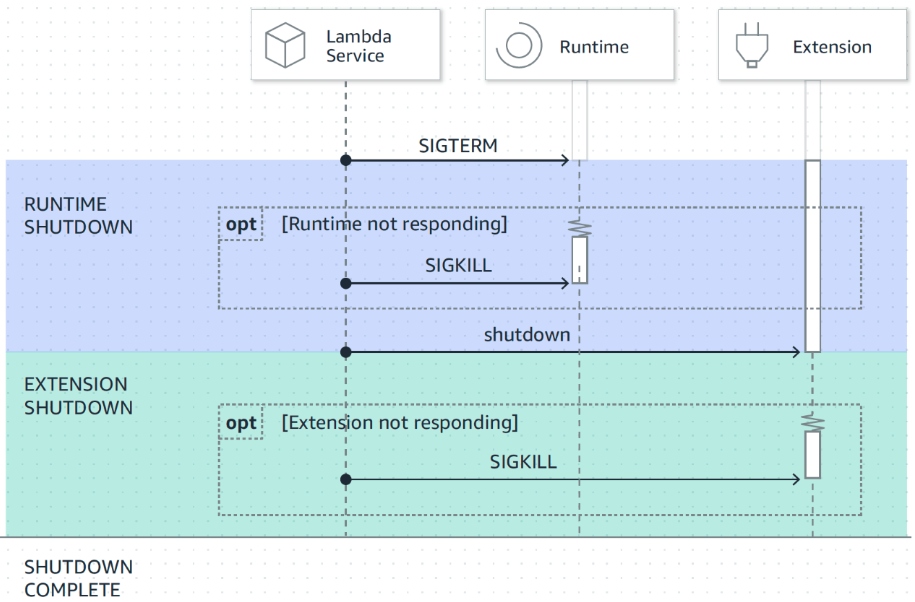 Lambda
Service
Runtime
Extension
SIGTERM
RUNTIME
SHUTDOWN
opt
[Runtime not responding]
SIGKILL
shutdown
EXTENSION
SHUTDOWN
opt
[Extension not responding]
SIGKILL
SHUTDOWN
COMPLETE